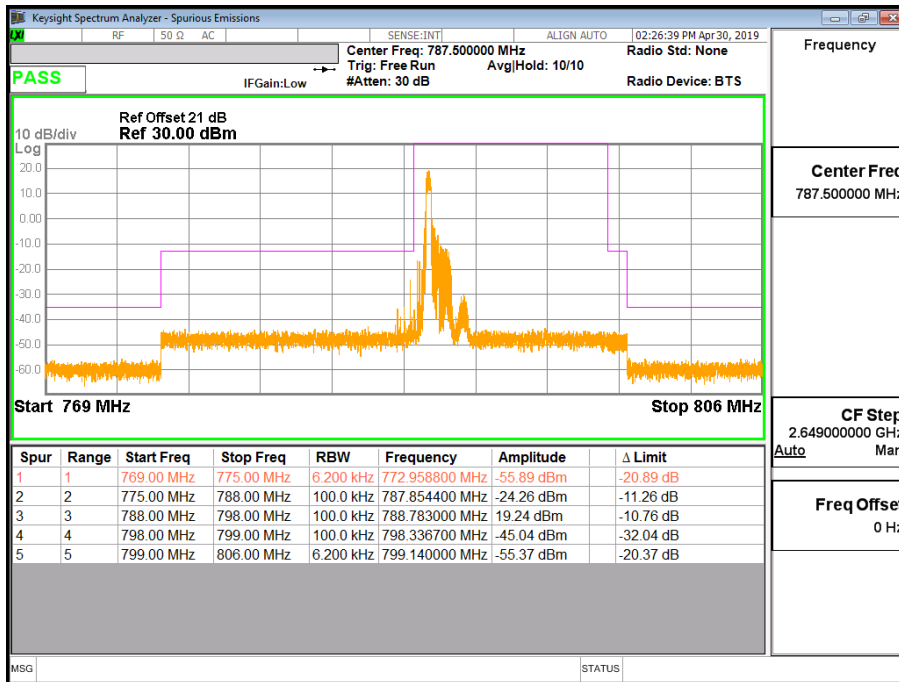 Keysight Spectrum Analyzer - Spurious Emissions
LXI RF 50 Ω AC SENSE:INT ALIGN AUTO 02:26:39 PM Apr 30, 2019
Center Freq: 787.500000 MHz Radio Std: None
Trig: Free Run Avg|Hold: 10/10
PASS IFGain:Low #Atten: 30 dB Radio Device: BTS
Frequency
Ref Offset 21 dB
10 dB/div Ref 30.00 dBm
Log
20.0
10.0
0.00
-10.0
-20.0
-30.0
-40.0
-50.0
-60.0
Start 769 MHz Stop 806 MHz
Center Freq
787.500000 MHz
CF Step
2.649000000 GHz
Auto Man
Freq Offset
0 Hz
Spur Range Start Freq Stop Freq RBW Frequency Amplitude Δ Limit
1 1 769.00 MHz 775.00 MHz 6.200 kHz 772.958800 MHz -55.89 dBm -20.89 dB
2 2 775.00 MHz 788.00 MHz 100.0 kHz 787.854400 MHz -24.26 dBm -11.26 dB
3 3 788.00 MHz 798.00 MHz 100.0 kHz 788.783000 MHz 19.24 dBm -10.76 dB
4 4 798.00 MHz 799.00 MHz 100.0 kHz 798.336700 MHz -45.04 dBm -32.04 dB
5 5 799.00 MHz 806.00 MHz 6.200 kHz 799.140000 MHz -55.37 dBm -20.37 dB
MSG STATUS